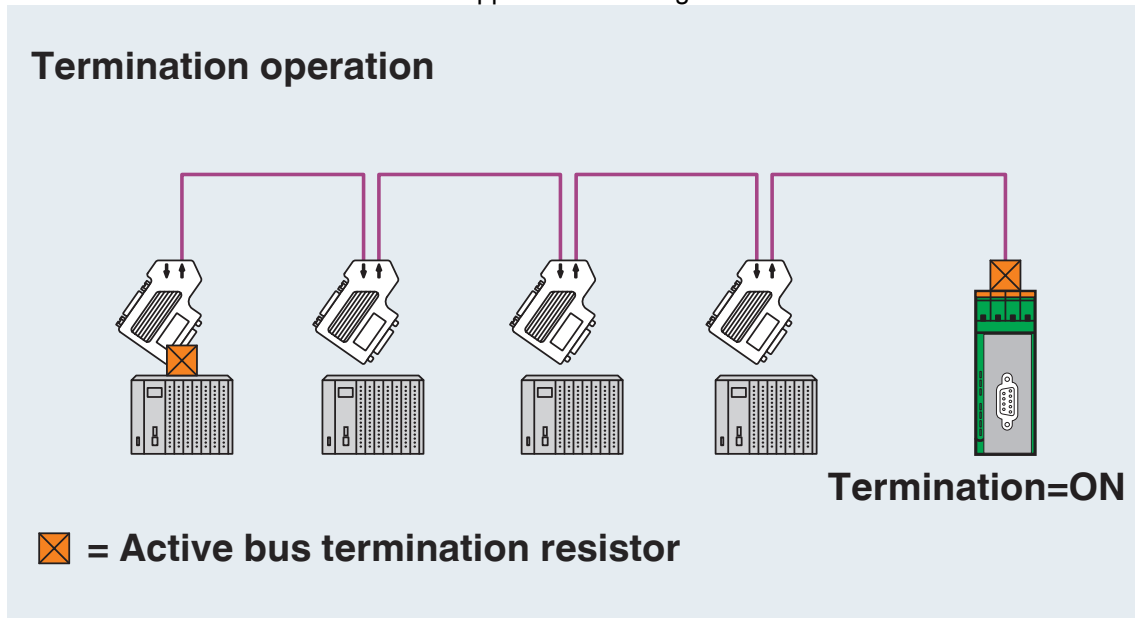 Termination operation
Termination=ON
= Active bus termination resistor